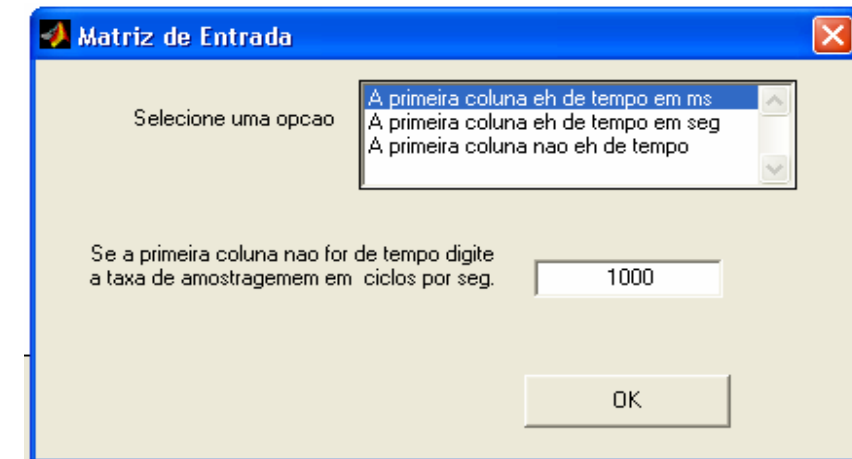 Matriz de Entrada
Selecione uma opcao
A primeira coluna eh de tempo em ms
A primeira coluna eh de tempo em seg
A primeira coluna nao eh de tempo
Se a primeira coluna nao for de tempo digite
a taxa de amostragemem em ciclos por seg.
1000
OK